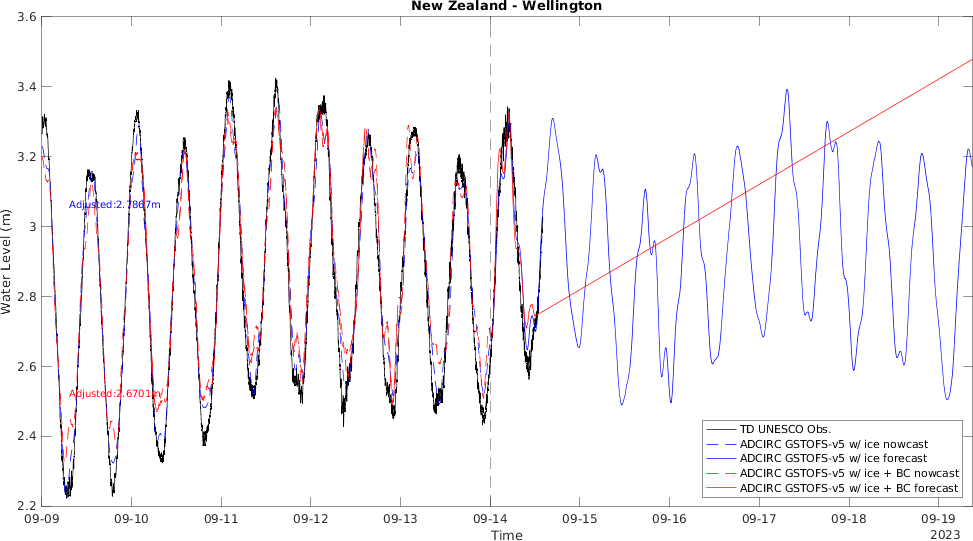 New Zealand - Wellington
3.6
3.4
3.2
3
2.8
2.6
2.4
2.2
Water Level (m)
Adjusted:2.7867m
Adjusted:2.6701m
TD UNESCO Obs.
ADCIRC GSTOFS-v5 w/ ice nowcast
ADCIRC GSTOFS-v5 w/ ice forecast
ADCIRC GSTOFS-v5 w/ ice + BC nowcast
ADCIRC GSTOFS-v5 w/ ice + BC forecast
09-09 09-10 09-11 09-12 09-13 09-14 09-15 09-16 09-17 09-18 09-19
Time
2023